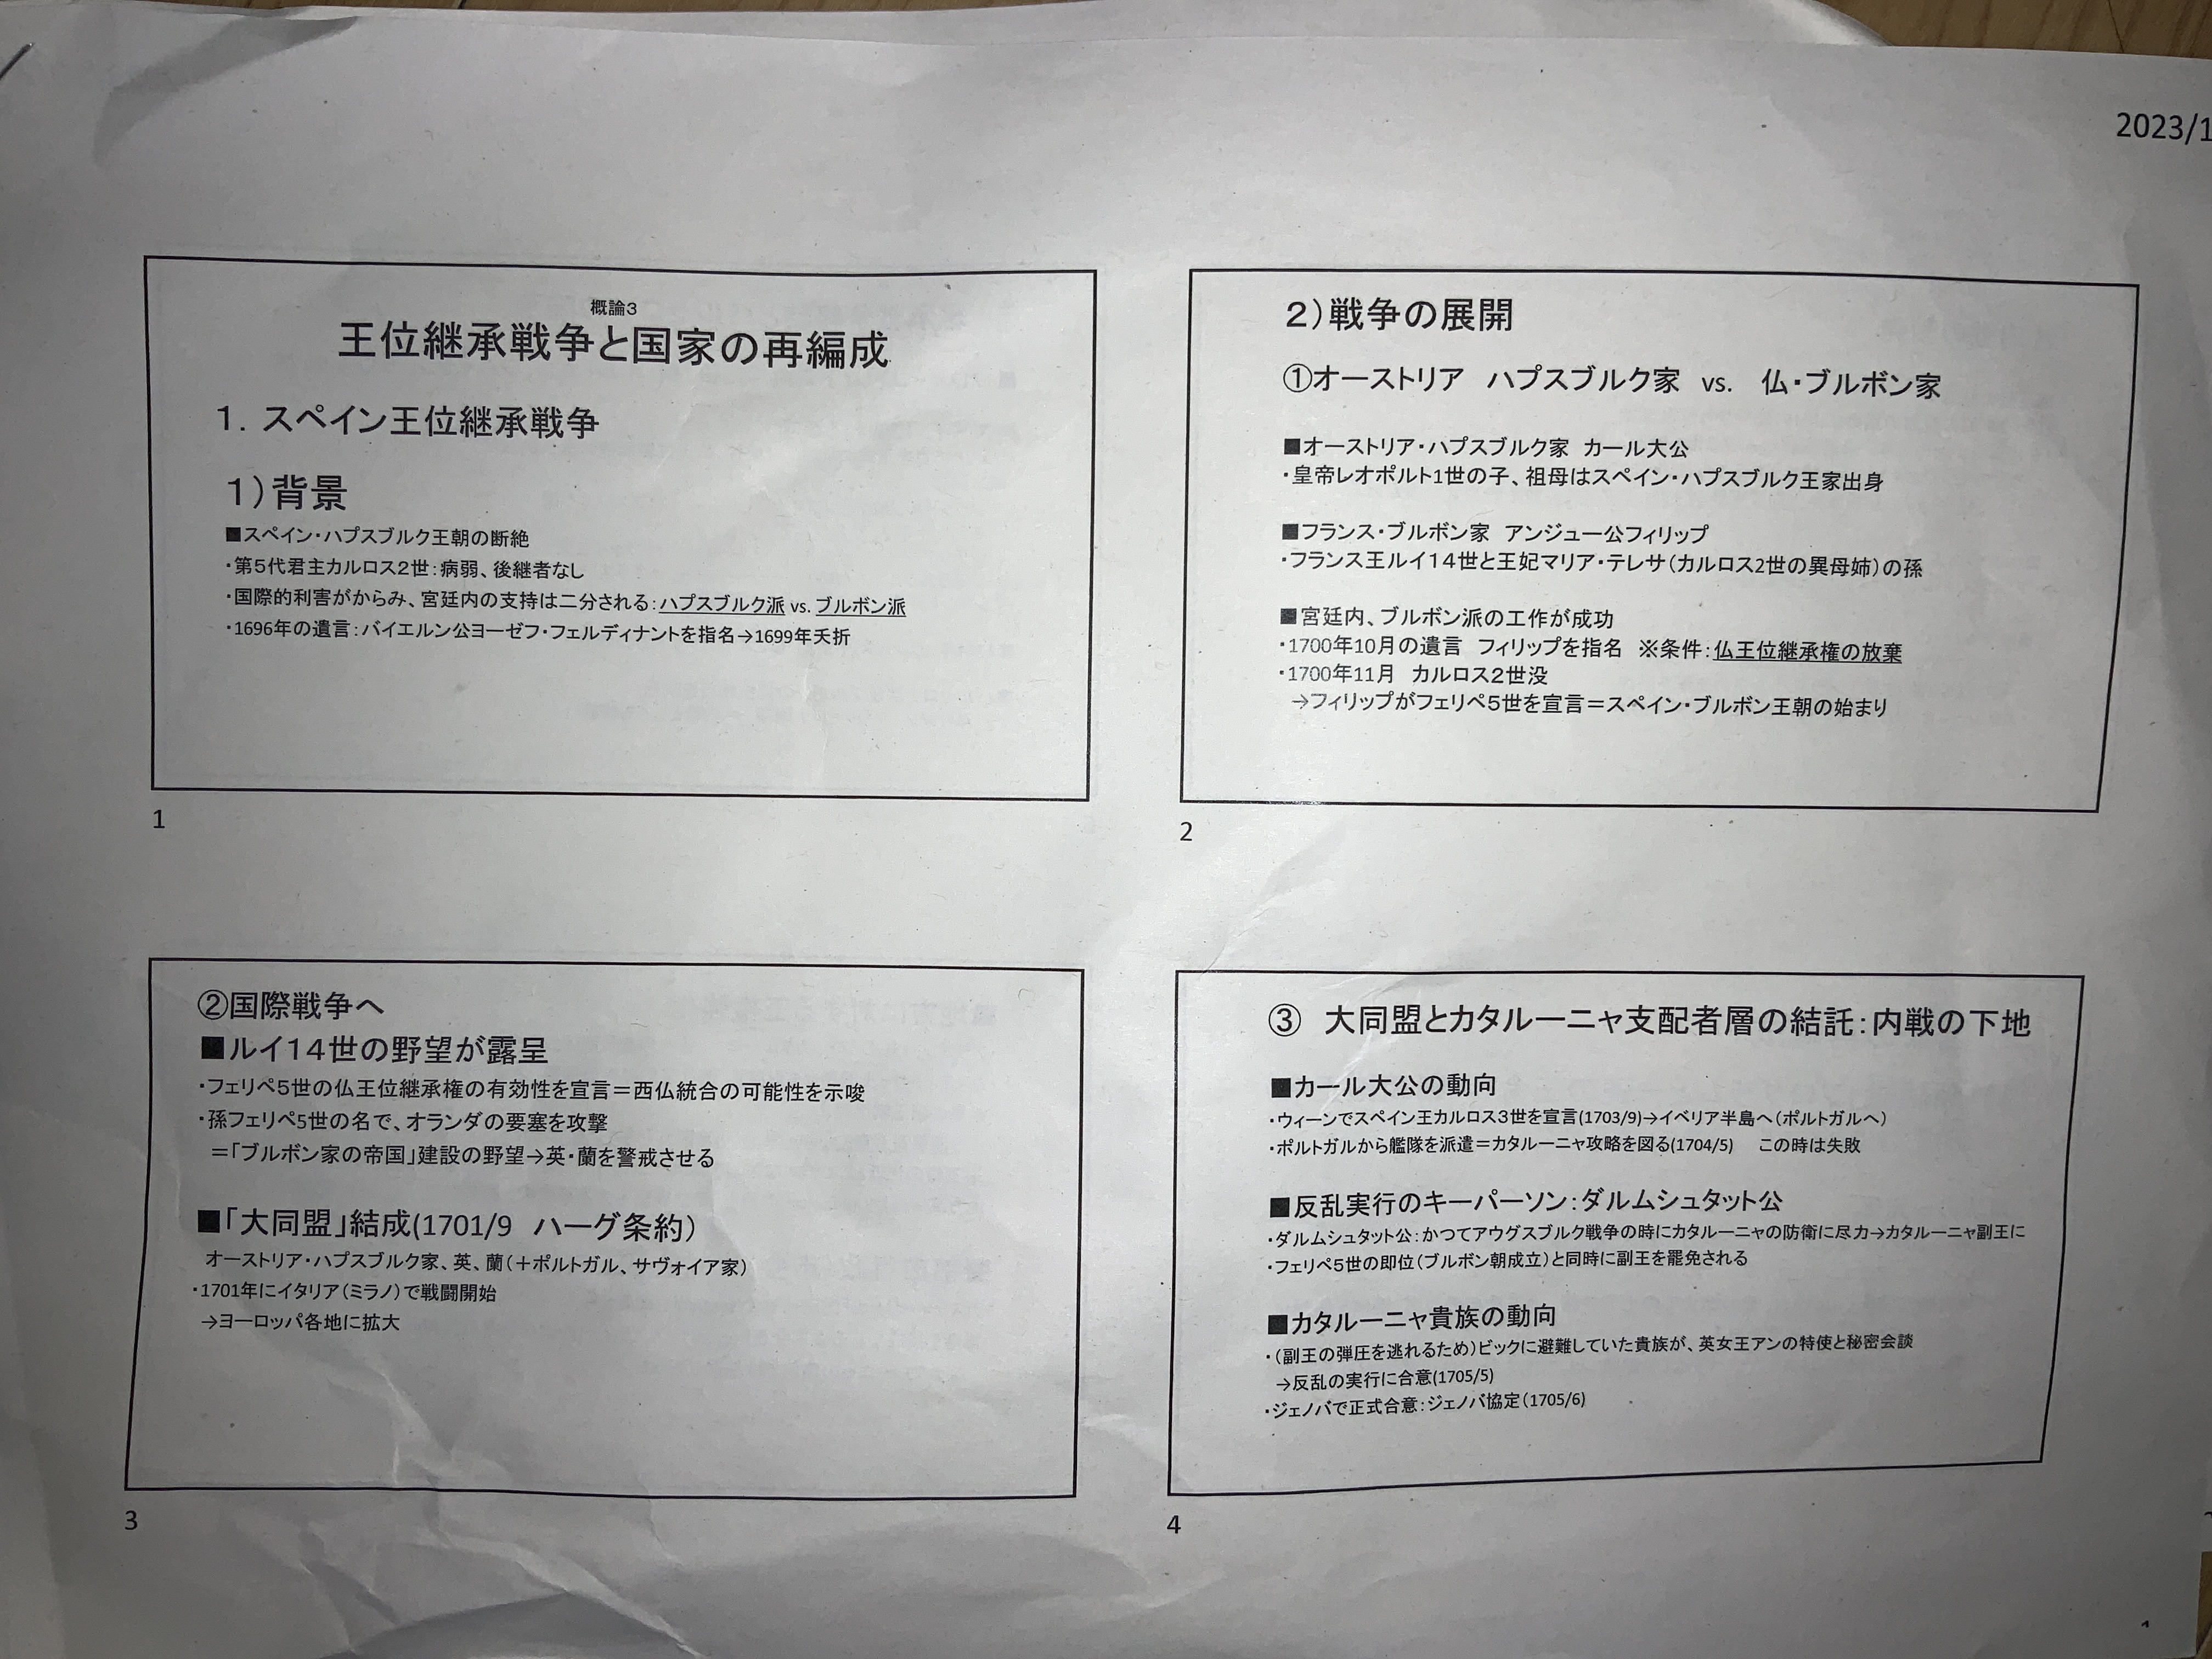 2023/1
概論3
王位継承戦争と国家の再編成
1．スペイン王位継承戦争
1）背景
■スペイン・ハプスブルク王朝の断絶
・第5代君主カルロス2世：病弱、後継者なし
・国際的利害がからみ、宮廷内の支持は二分される：ハプスブルク派 vs. ブルボン派
・1696年の遺言：バイエルン公ヨーゼフ・フェルディナントを指名→1699年夭折
1
2）戦争の展開
①オーストリア　ハプスブルク家　vs.　仏・ブルボン家
■オーストリア・ハプスブルク家　カール大公
・皇帝レオポルト1世の子、祖母はスペイン・ハプスブルク王家出身
■フランス・ブルボン家　アンジュー公フィリップ
・フランス王ルイ14世と王妃マリア・テレサ（カルロス2世の異母姉）の孫
■宮廷内、ブルボン派の工作が成功
・1700年10月の遺言　フィリップを指名　※条件：仏王位継承権の放棄
・1700年11月　カルロス2世没
→フィリップがフェリペ5世を宣言＝スペイン・ブルボン王朝の始まり
2
②国際戦争へ
■ルイ14世の野望が露呈
・フェリペ5世の仏王位継承権の有効性を宣言＝西仏統合の可能性を示唆
・孫フェリペ5世の名で、オランダの要塞を攻撃
＝「ブルボン家の帝国」建設の野望→英・蘭を警戒させる
■「大同盟」結成(1701/9　ハーグ条約）
オーストリア・ハプスブルク家、英、蘭（＋ポルトガル、サヴォイア家）
・1701年にイタリア（ミラノ）で戦闘開始
→ヨーロッパ各地に拡大
3
③　大同盟とカタルーニャ支配者層の結託：内戦の下地
■カール大公の動向
・ウィーンでスペイン王カルロス3世を宣言(1703/9)→イベリア半島へ（ポルトガルへ）
・ポルトガルから艦隊を派遣＝カタルーニャ攻略を図る(1704/5)　この時は失敗
■反乱実行のキーパーソン：ダルムシュタット公
・ダルムシュタット公：かつてアウグスブルク戦争の時にカタルーニャの防衛に尽力→カタルーニャ副王に
・フェリペ5世の即位（ブルボン朝成立）と同時に副王を罷免される
■カタルーニャ貴族の動向
・（副王の弾圧を逃れるため）ビックに避難していた貴族が、英女王アンの特使と秘密会談
→反乱の実行に合意(1705/5)
・ジェノバで正式合意：ジェノバ協定（1705/6)
4
1